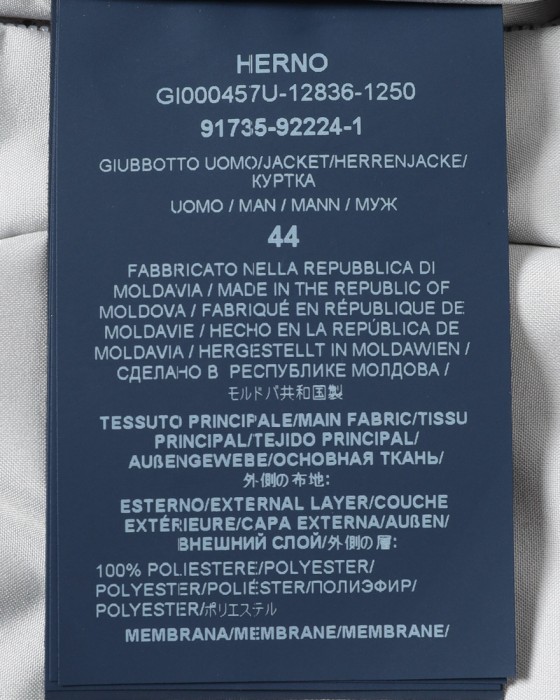 HERNO
GI000457U-12836-1250
91735-92224-1
GIUBBOTTO UOMO/JACKET/HERRENJACKE/
КУРТКА
UOMO / MAN / MANN / МУЖ
44
FABBRICATO NELLA REPUBBLICA DI
MOLDAVIA / MADE IN THE REPUBLIC OF
MOLDOVA / FABRIQUÉ EN RÉPUBLIQUE DE
MOLDAVIE / HECHO EN LA REPÚBLICA DE
MOLDAVIA / HERGESTELLT IN MOLDAWIEN /
СДЕЛАНО В РЕСПУБЛИКЕ МОЛДОВА /
モルドバ共和国製
TESSUTO PRINCIPALE/MAIN FABRIC/TISSU
PRINCIPAL/TEJIDO PRINCIPAL/
AUßENGEWEBE/ОСНОВНАЯ ТКАНЬ/
外側の布地:
ESTERNO/EXTERNAL LAYER/COUCHE
EXTÉRIEURE/CAPA EXTERNA/AUßEN/
ВНЕШНИЙ СЛОЙ/外側の層:
100% POLIESTERE/POLYESTER/
POLYESTER/POLIÉSTER/ПОЛИЭФИР/
POLYESTER/ポリエステル
MEMBRANA/MEMBRANE/MEMBRANE/